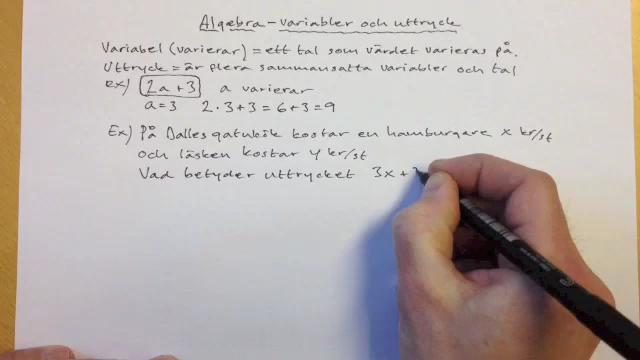 Algebra - variabler och uttryck
Variabel (varierar) = ett tal som värdet varieras på.
Uttryck = är flera sammansatta variabler och tal
Ex) 2a + 3 a varierar
a = 3 2 · 3 + 3 = 6 + 3 = 9
Ex) På Dalles gatukök kostar en hamburgare x kr/st
och läsken kostar y kr/st
Vad betyder uttrycket 3x +